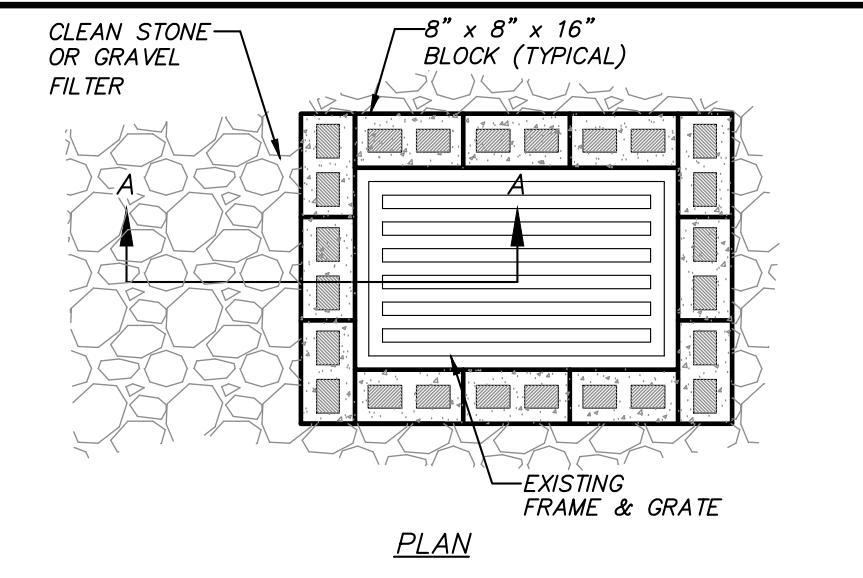 CLEAN STONE
OR GRAVEL
FILTER
8" x 8" x 16"
BLOCK (TYPICAL)
A
A
EXISTING
FRAME & GRATE
PLAN